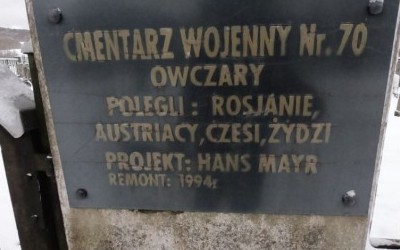 CMENTARZ WOJENNY Nr. 70
OWCZARY
POLEGLI : ROSJANIE,
AUSTRIACY,CZESI,ŻYDZI
PROJEKT: HANS MAYR
REMONT: 1994r